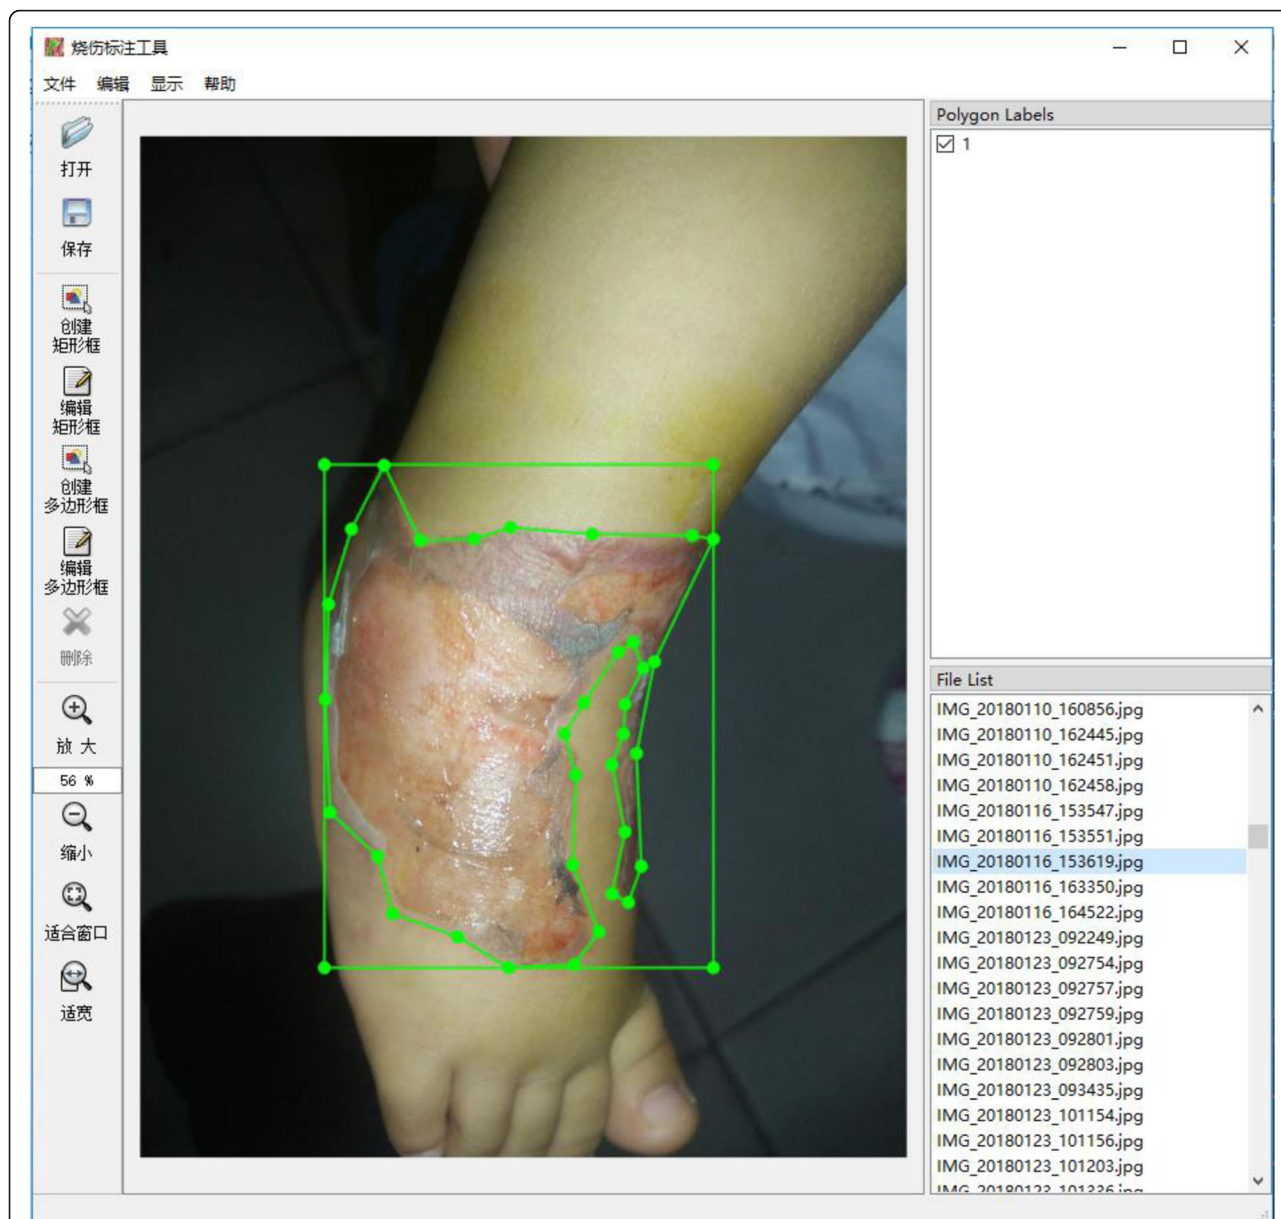 烧伤标注工具
文件 编辑 显示 帮助
打开
保存
创建
矩形框
编辑
矩形框
创建
多边形框
编辑
多边形框
删除
放 大
56 %
缩小
适合窗口
适宽
Polygon Labels
1
File List
IMG_20180110_160856.jpg
IMG_20180110_162445.jpg
IMG_20180110_162451.jpg
IMG_20180110_162458.jpg
IMG_20180116_153547.jpg
IMG_20180116_153551.jpg
IMG_20180116_153619.jpg
IMG_20180116_163350.jpg
IMG_20180116_164522.jpg
IMG_20180123_092249.jpg
IMG_20180123_092754.jpg
IMG_20180123_092757.jpg
IMG_20180123_092759.jpg
IMG_20180123_092801.jpg
IMG_20180123_092803.jpg
IMG_20180123_093435.jpg
IMG_20180123_101154.jpg
IMG_20180123_101156.jpg
IMG_20180123_101203.jpg